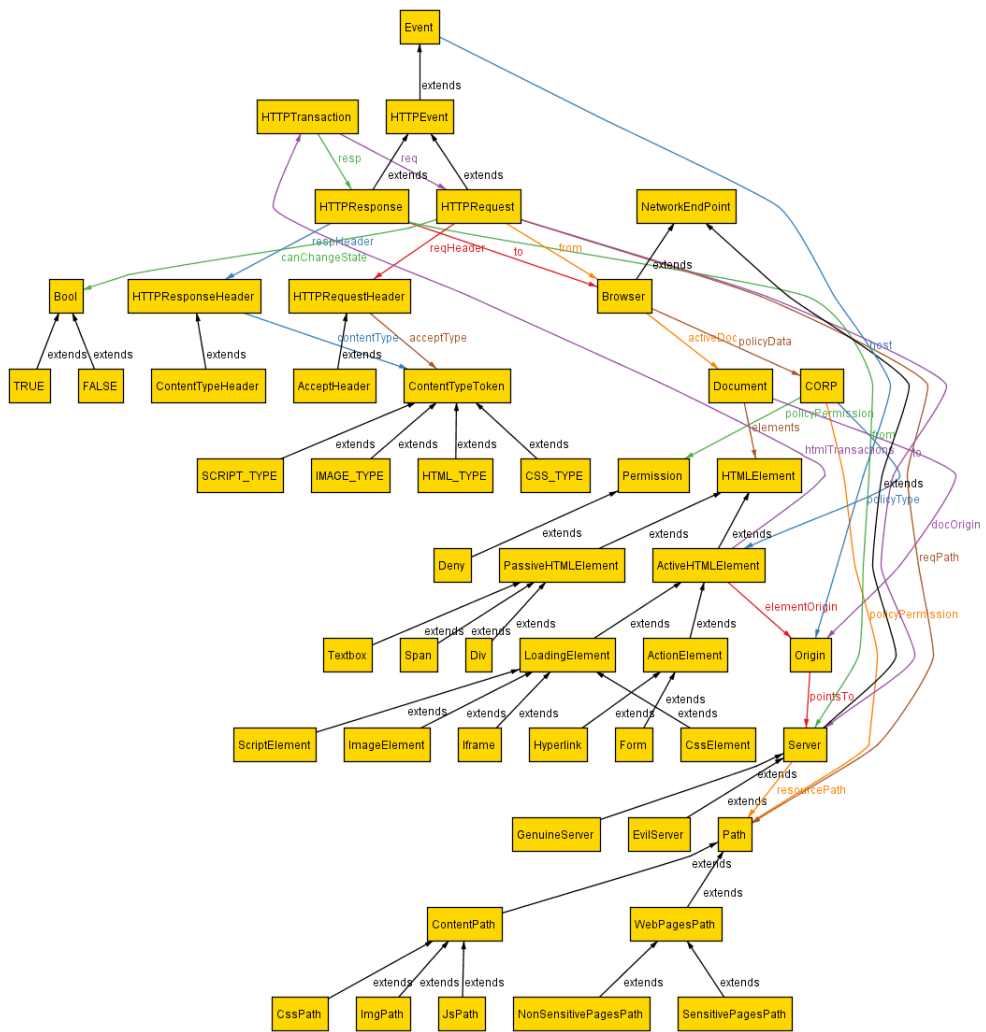 Event
extends
HTTPTransaction
HTTPEvent
resp
req
extends
extends
HTTPResponse
HTTPRequest
NetworkEndPoint
respHeader
reqHeader
from
to
canChangeState
extends
Bool
HTTPResponseHeader
HTTPRequestHeader
Browser
contentType
acceptType
activeDoc
policyData
host
extends
extends
extends
extends
TRUE
FALSE
ContentTypeHeader
AcceptHeader
ContentTypeToken
Document
CORP
policyPermission
elements
from
extends
extends
extends
extends
htmlTransactions
to
SCRIPT_TYPE
IMAGE_TYPE
HTML_TYPE
CSS_TYPE
Permission
HTMLElement
extends
policyType
docOrigin
extends
extends
extends
reqPath
Deny
PassiveHTMLElement
ActiveHTMLElement
elementOrigin
policyPermission
extends
extends
extends
extends
extends
Textbox
Span
Div
LoadingElement
ActionElement
Origin
pointsTo
extends
extends
extends
extends
extends
extends
ScriptElement
ImageElement
Iframe
Hyperlink
Form
CssElement
Server
extends
resourcePath
extends
GenuineServer
EvilServer
Path
extends
extends
ContentPath
WebPagesPath
extends
extends
extends
extends
extends
CssPath
ImgPath
JsPath
NonSensitivePagesPath
SensitivePagesPath